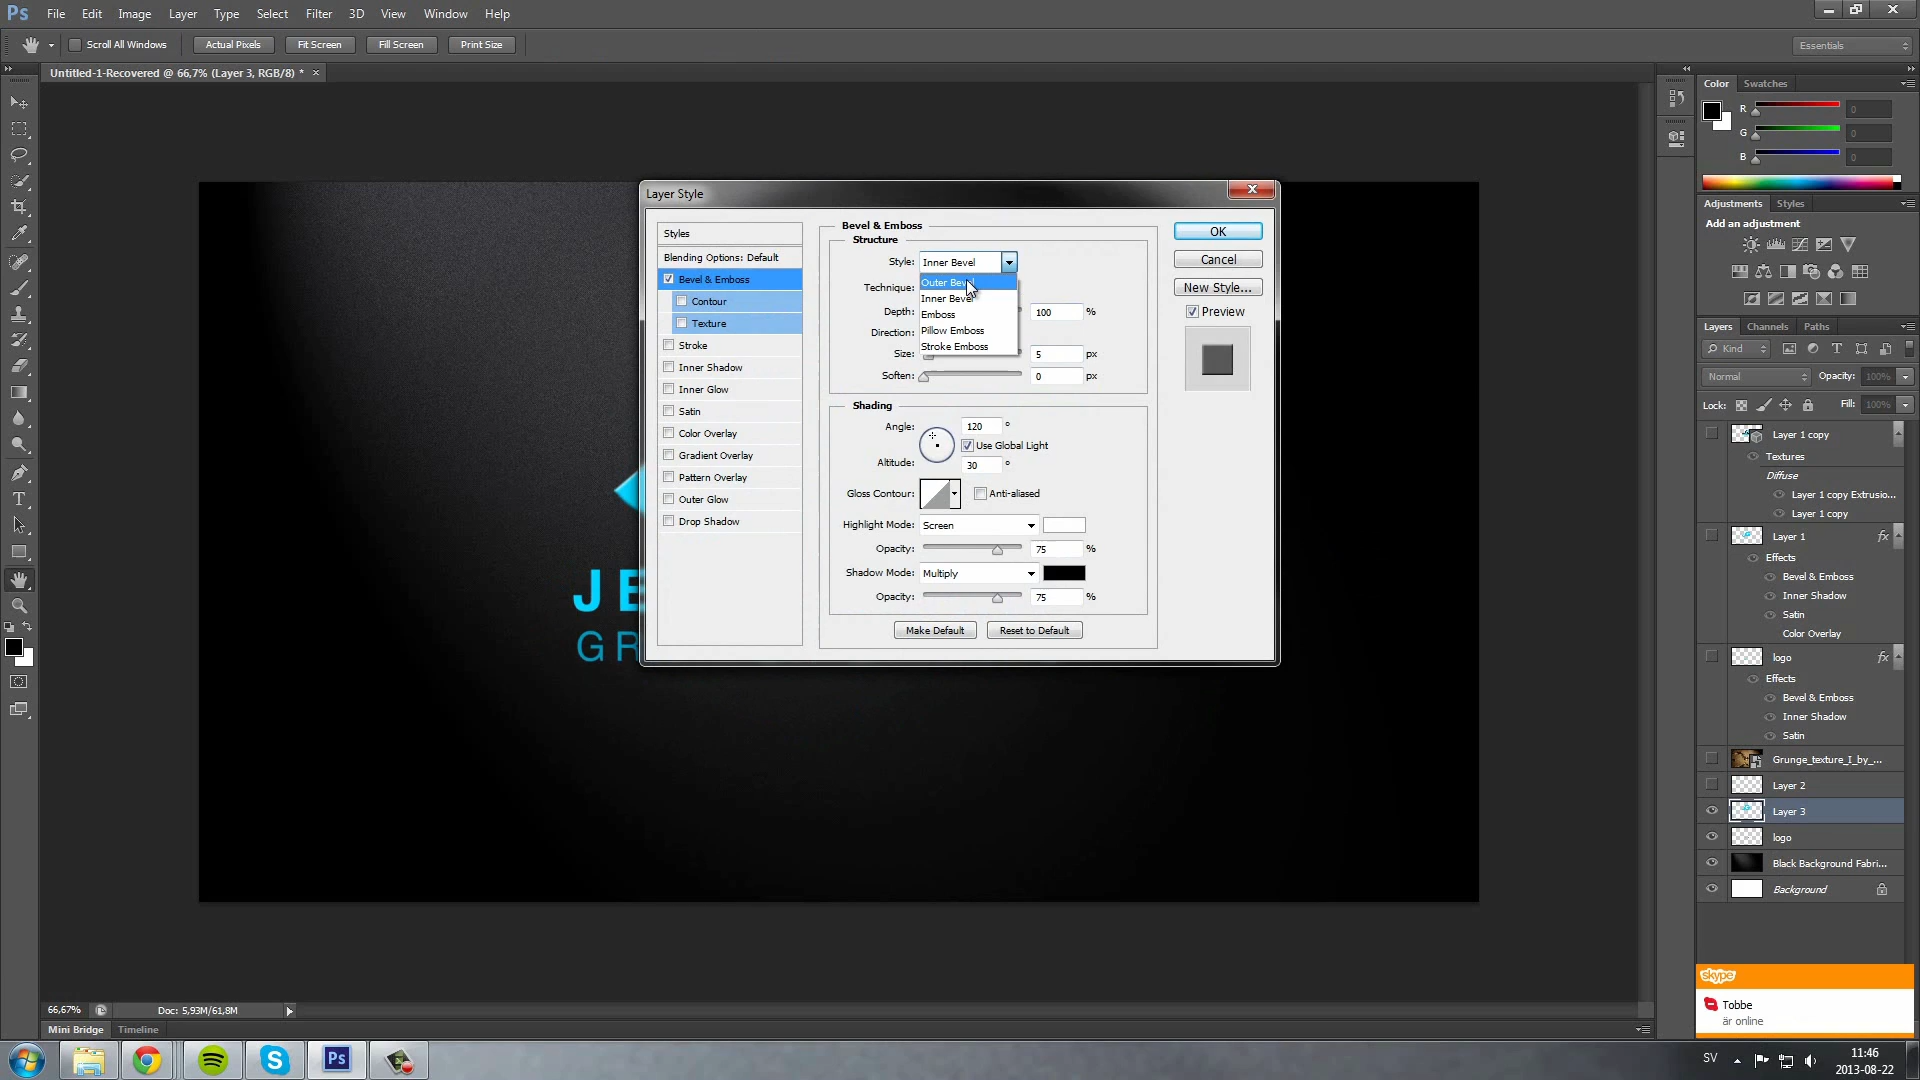 Ps File Edit Image Layer Type Select Filter 3D View Window Help
Scroll All Windows Actual Pixels Fit Screen Fill Screen Print Size Essentials
Untitled-1-Recovered @ 66,7% (Layer 3, RGB/8) * ×
Layer Style
Styles
Blending Options: Default
Bevel & Emboss
Contour
Texture
Stroke
Inner Shadow
Inner Glow
Satin
Color Overlay
Gradient Overlay
Pattern Overlay
Outer Glow
Drop Shadow
Bevel & Emboss
Structure
Style: Inner Bevel
Outer Bevel
Inner Bevel
Emboss
Pillow Emboss
Stroke Emboss
Technique:
Depth: 100 %
Direction:
Size: 5 px
Soften: 0 px
Shading
Angle: 120 °
Use Global Light
Altitude: 30 °
Gloss Contour: Anti-aliased
Highlight Mode: Screen
Opacity: 75 %
Shadow Mode: Multiply
Opacity: 75 %
Make Default Reset to Default
OK
Cancel
New Style...
Preview
JE
GR
Color Swatches
R 0
G 0
B 0
Adjustments Styles
Add an adjustment
Layers Channels Paths
Kind
Normal Opacity: 100%
Lock: Fill: 100%
Layer 1 copy
Textures
Diffuse
Layer 1 copy Extrusio...
Layer 1 copy
Layer 1 fx
Effects
Bevel & Emboss
Inner Shadow
Satin
Color Overlay
logo fx
Effects
Bevel & Emboss
Inner Shadow
Satin
Grunge_texture_I_by_...
Layer 2
Layer 3
logo
Black Background Fabri...
Background
skype
Tobbe
är online
66,67% Doc: 5,93M/61,8M
Mini Bridge Timeline
Ps
SV
11:46
2013-08-22